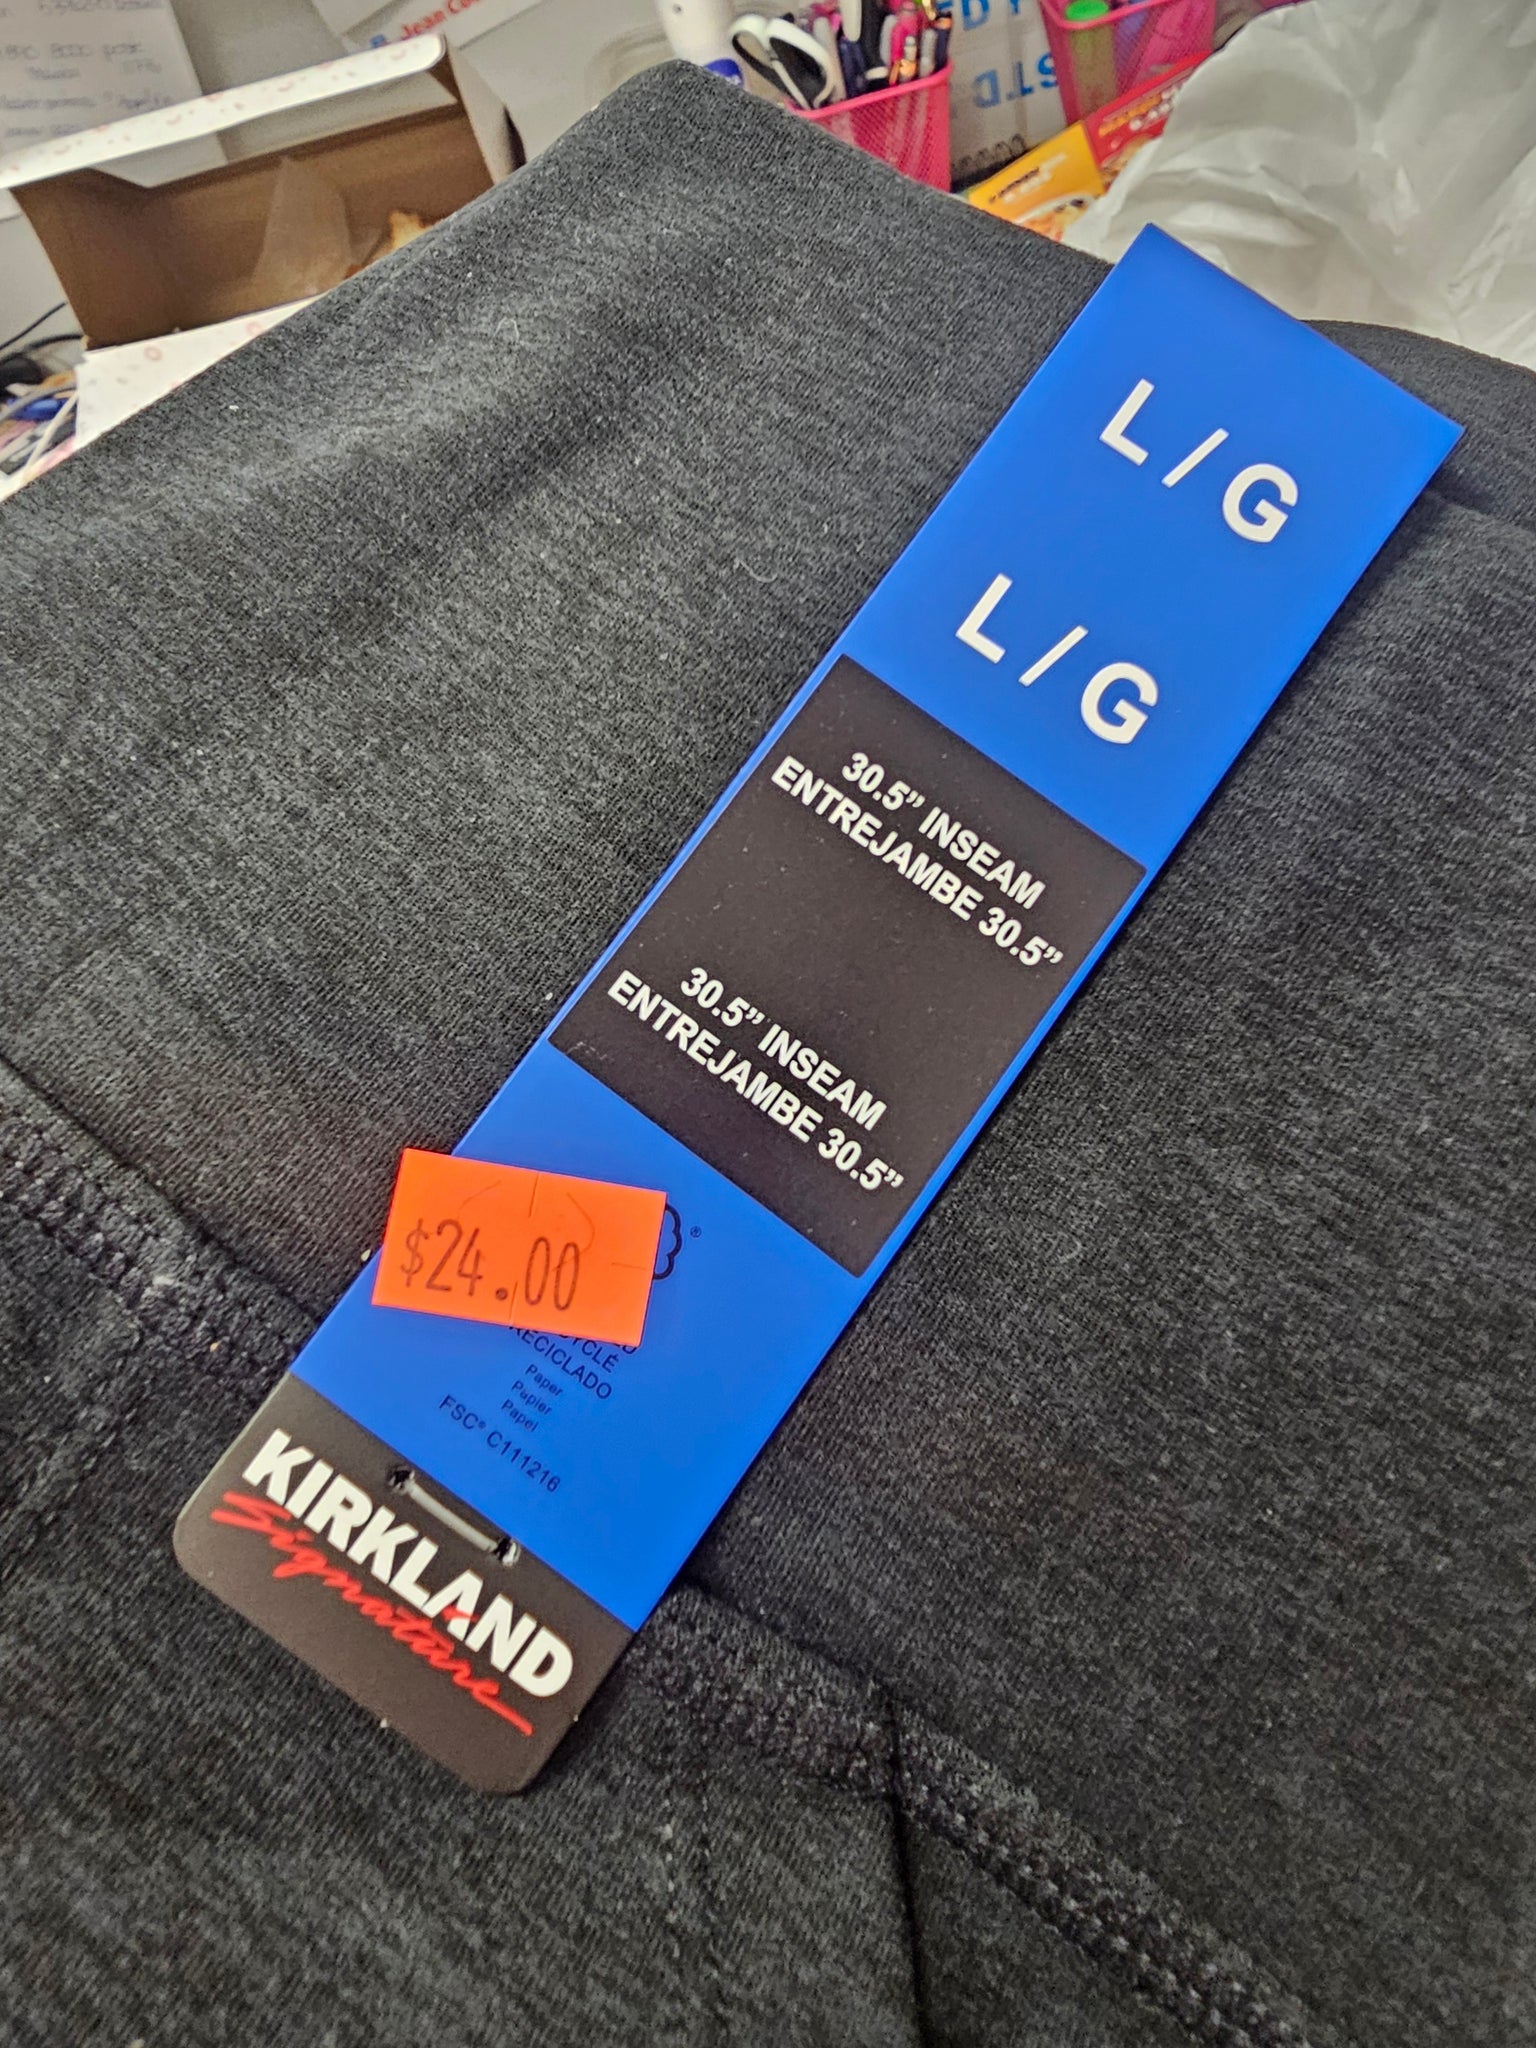 L / G
L / G
30.5” INSEAM
ENTREJAMBE 30.5”
30.5” INSEAM
ENTREJAMBE 30.5”
$24.00
®
RECICLADO
Paper
Papier
Papel
FSC® C111216
KIRKLAND
Signature